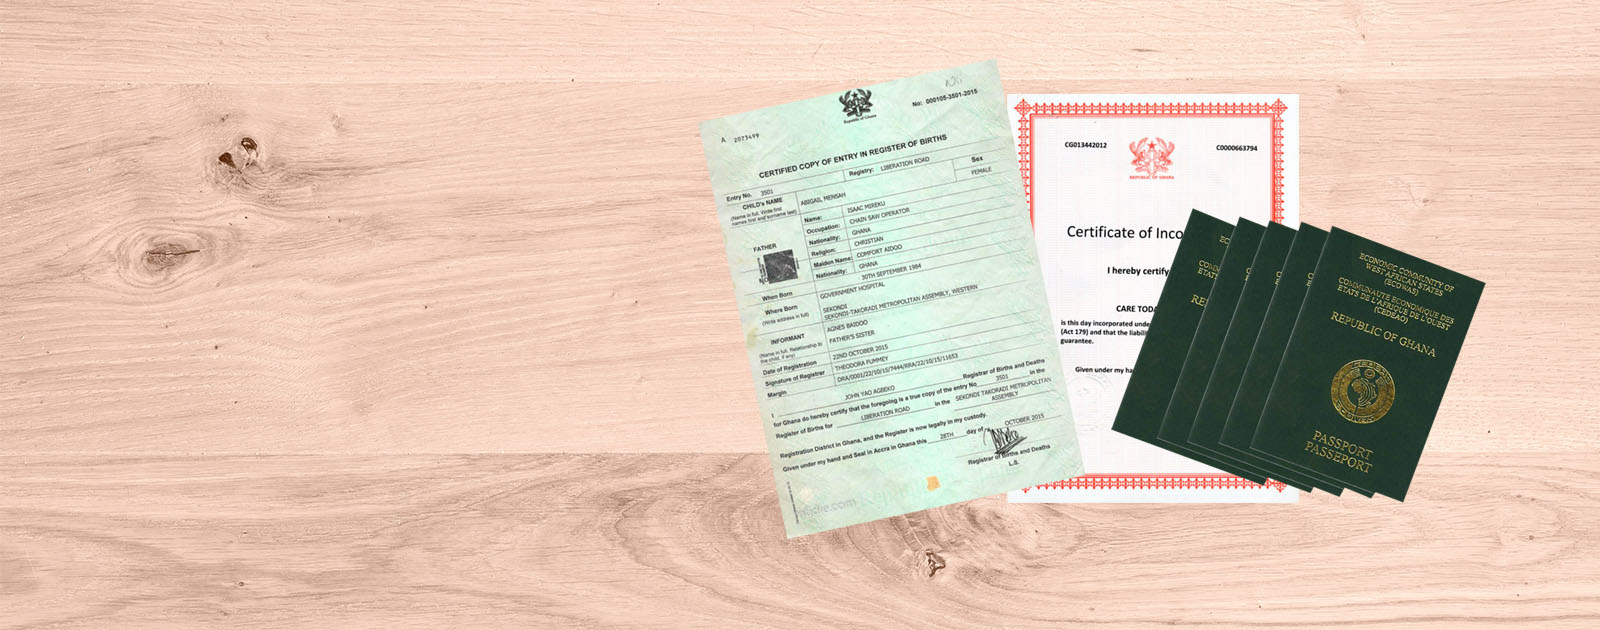 Republic of Ghana
A 2073499
No: 000105-3501-2015
CERTIFIED COPY OF ENTRY IN REGISTER OF BIRTHS
Entry No. 3501
Registry: LIBERATION ROAD
Sex
CHILD's NAME
(Name in full. Write first names first and surname last)
ABIGAIL MENSAH
FEMALE
FATHER
Name: ISAAC MIREKU
Occupation: CHAIN SAW OPERATOR
Nationality: GHANA
Religion: CHRISTIAN
Maiden Name: COMFORT AIDOO
Nationality: GHANA
When Born 30TH SEPTEMBER 1984
Where Born
(Write address in full)
GOVERNMENT HOSPITAL
SEKONDI
SEKONDI-TAKORADI METROPOLITAN ASSEMBLY, WESTERN
INFORMANT
(Name in full. Relationship to the child. if any)
AGNES BAIDOO
FATHER'S SISTER
Date of Registration 22ND OCTOBER 2015
Signature of Registrar THEODORA FUMMEY
Margin DRA/0001/22/10/15/7444/RRA/22/10/15/11653
I JOHN YAO AGBEKO Registrar of Births and Deaths
for Ghana do hereby certify that the foregoing is a true copy of the entry No 3501 in the
Register of Births for LIBERATION ROAD in the SEKONDI TAKORADI METROPOLITAN ASSEMBLY
Registration District in Ghana, and the Register is now legally in my custody.
Given under my hand and Seal in Accra in Ghana this 28TH day of OCTOBER 2015
Registrar of Births and Deaths
L.S.
CG013442012
C0000663794
REPUBLIC OF GHANA
Certificate of Inco
I hereby certify
CARE TODA
is this day incorporated unde
(Act 179) and that the liabili
guarantee.
Given under my han
ECONOMIC COMMUNITY OF
WEST AFRICAN STATES
(ECOWAS)
COMMUNAUTE ECONOMIQUE DES
ETATS DE L'AFRIQUE DE L'OUEST
(CEDEAO)
REPUBLIC OF GHANA
PASSPORT
PASSEPORT